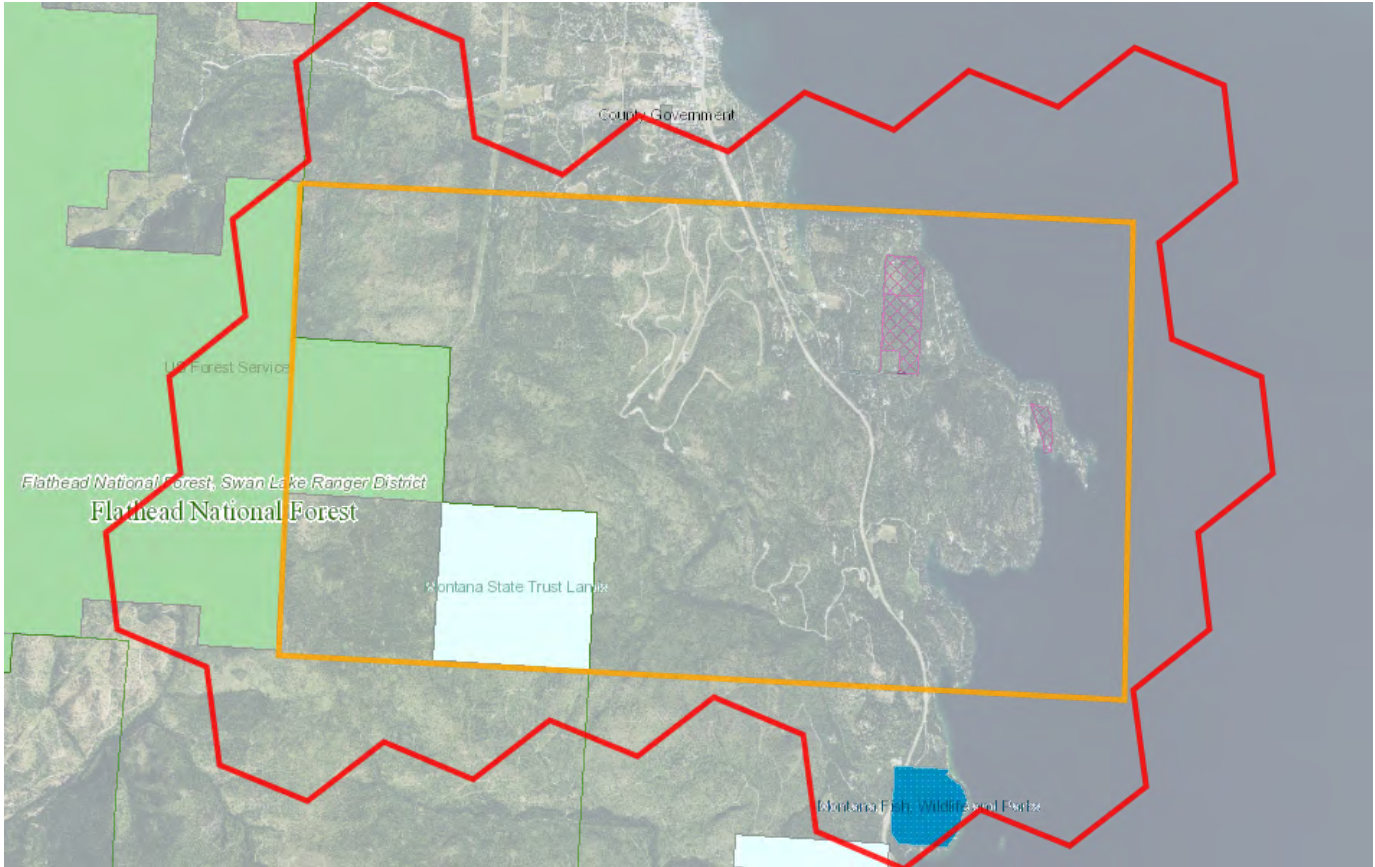 County Government
US Forest Service
Flathead National Forest, Swan Lake Ranger District
Flathead National Forest
Montana State Trust Lands
Montana Fish, Wildlife and Parks